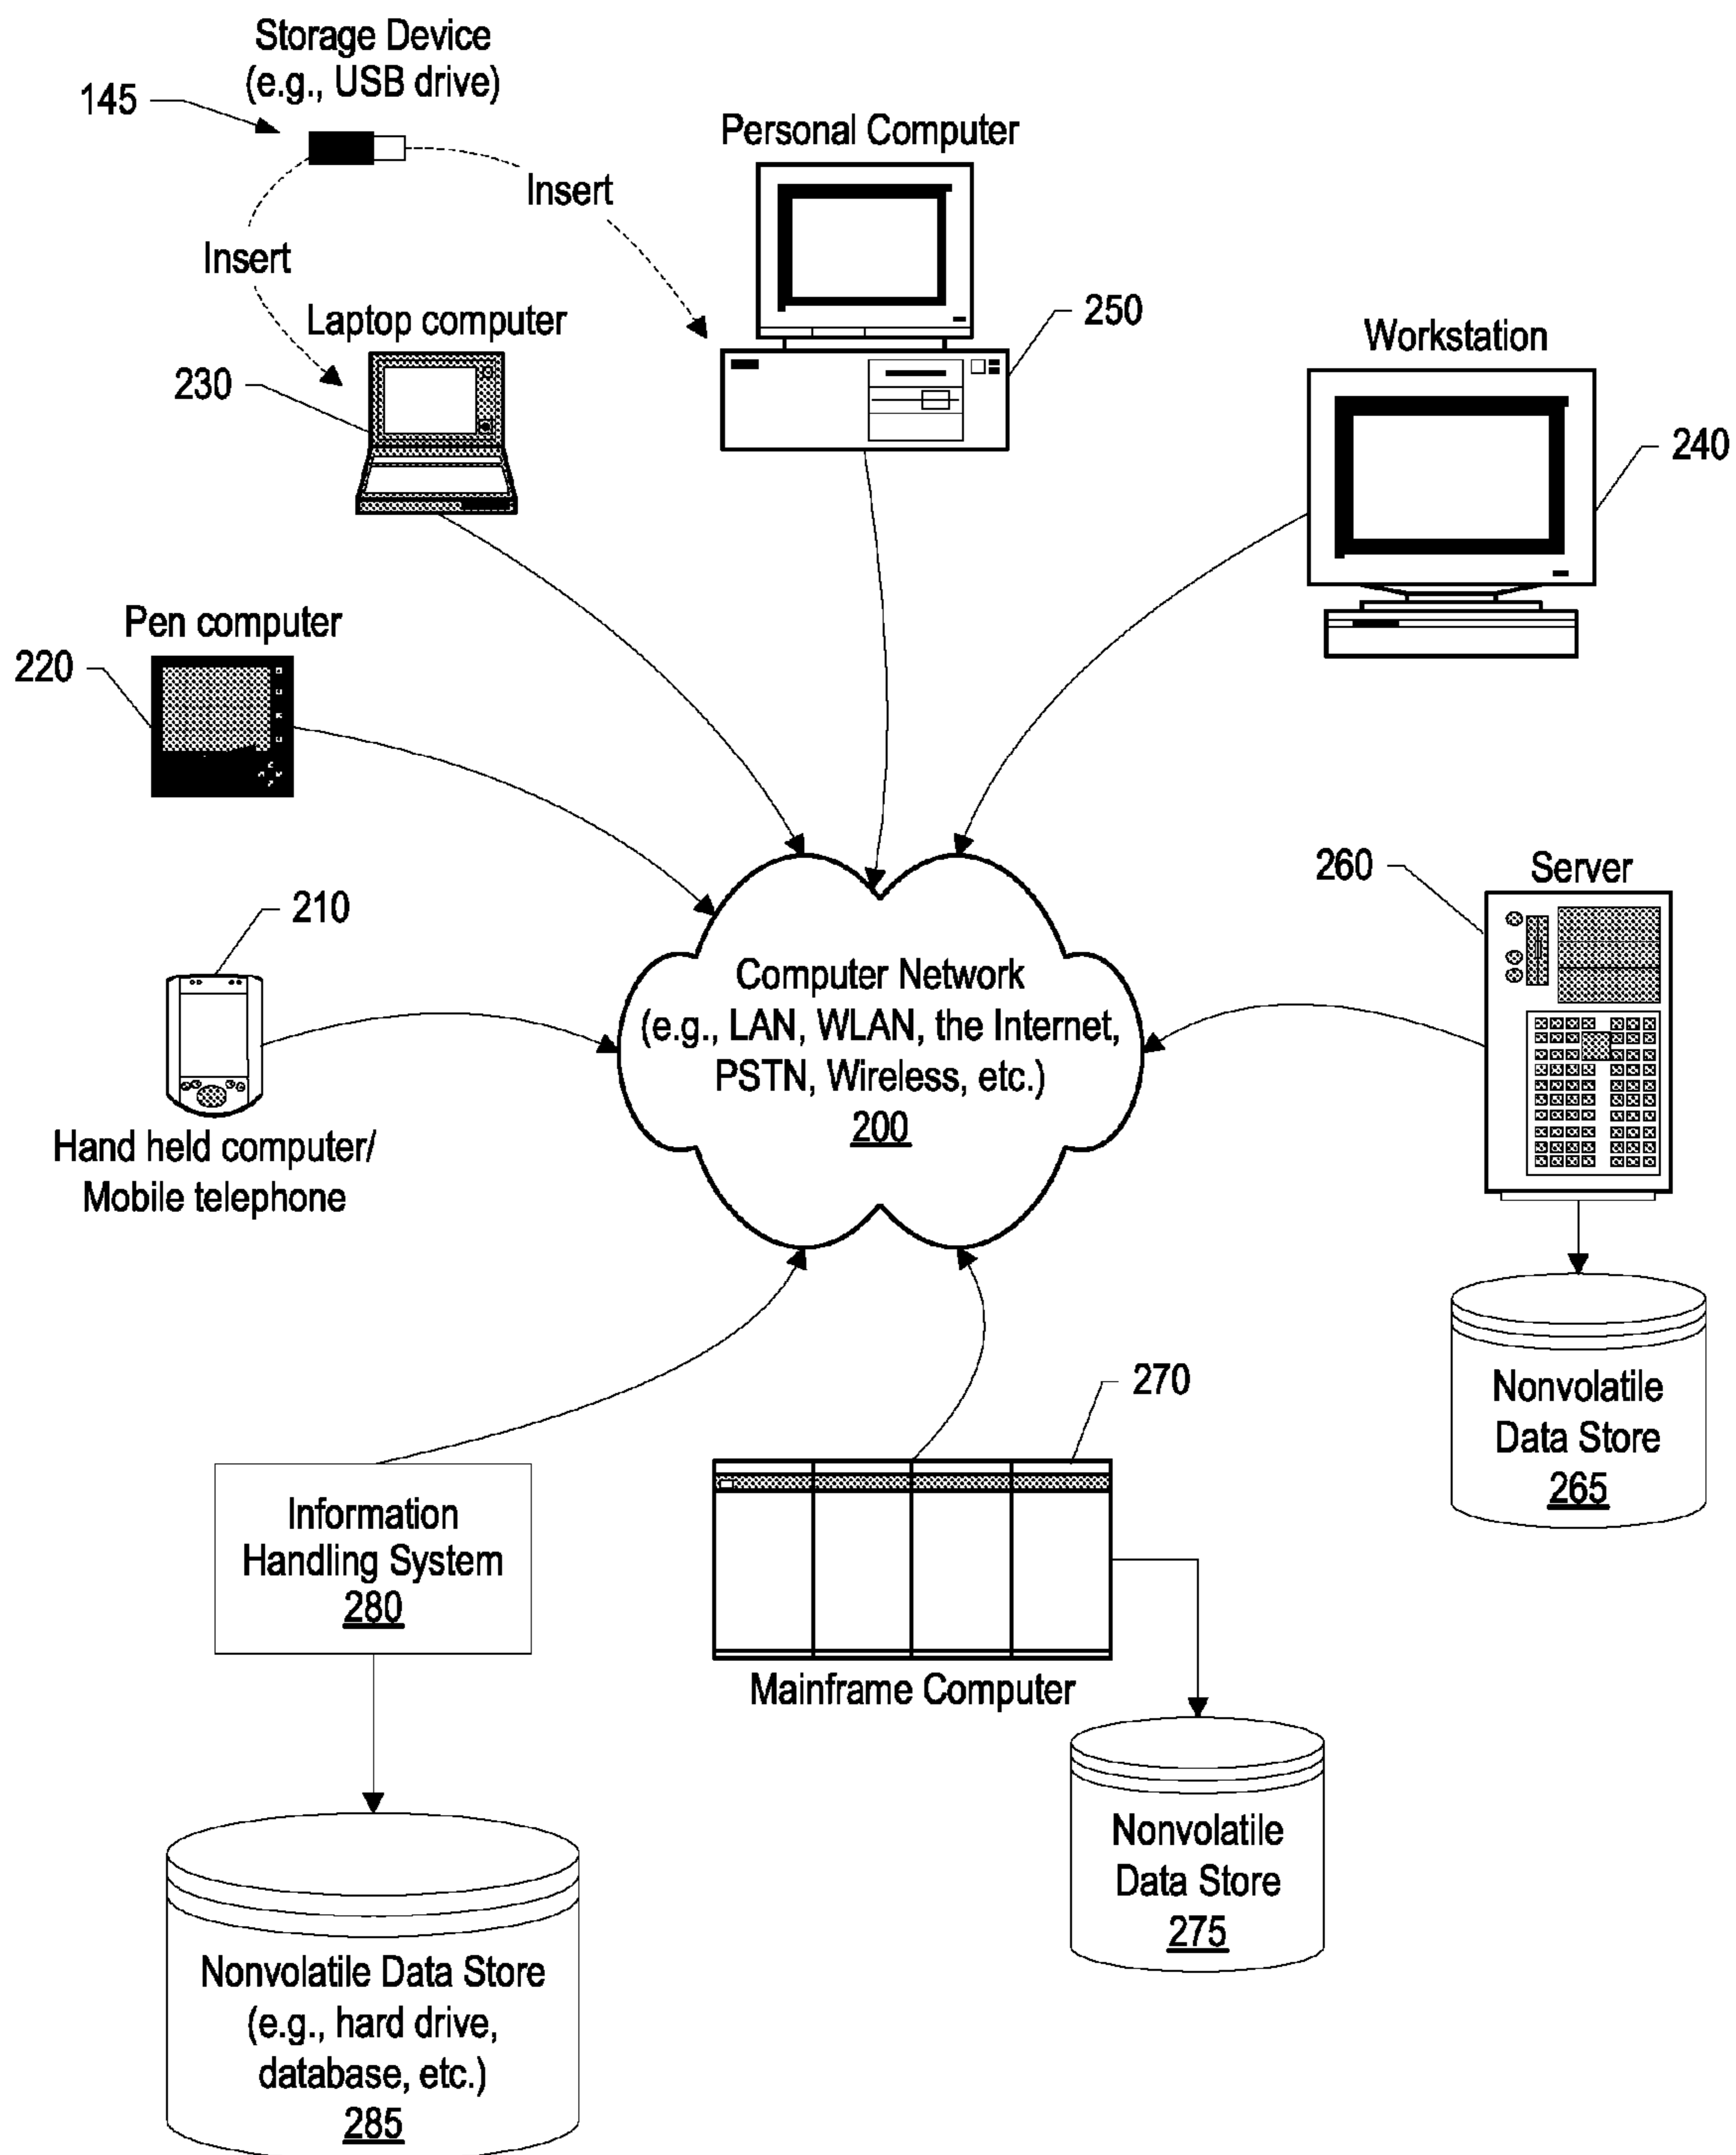 Storage Device
(e.g., USB drive)
145
Personal Computer
Insert
Insert
Laptop computer
250
Workstation
230
240
Pen computer
220
260
Server
210
Computer Network
(e.g., LAN, WLAN, the Internet,
PSTN, Wireless, etc.)
200
Hand held computer/
Mobile telephone
270
Nonvolatile
Data Store
265
Information
Handling System
280
Mainframe Computer
Nonvolatile
Data Store
275
Nonvolatile Data Store
(e.g., hard drive,
database, etc.)
285